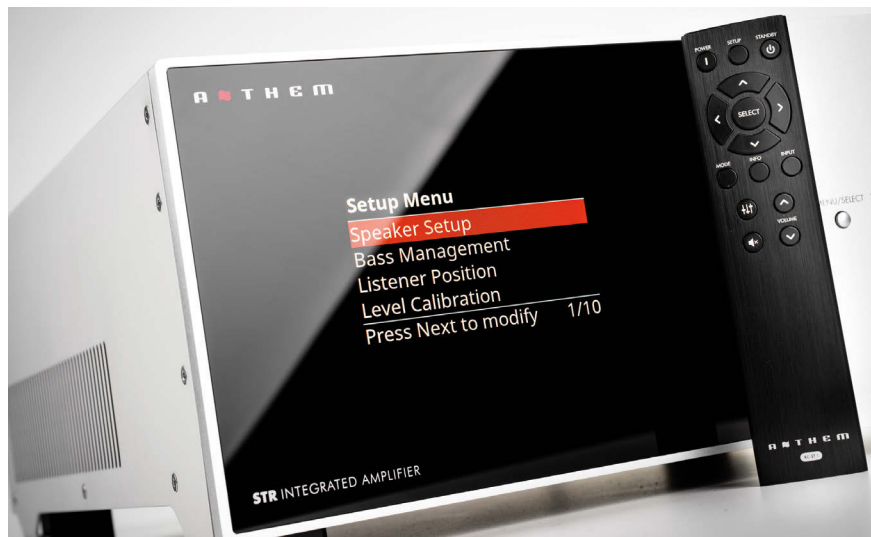 ANTHEM
Setup Menu
Speaker Setup
Bass Management
Listener Position
Level Calibration
Press Next to modify 1/10
STR INTEGRATED AMPLIFIER
POWER SETUP STANDBY
SELECT
MODE INFO INPUT
VOLUME
ANTHEM
MENU/SELECT